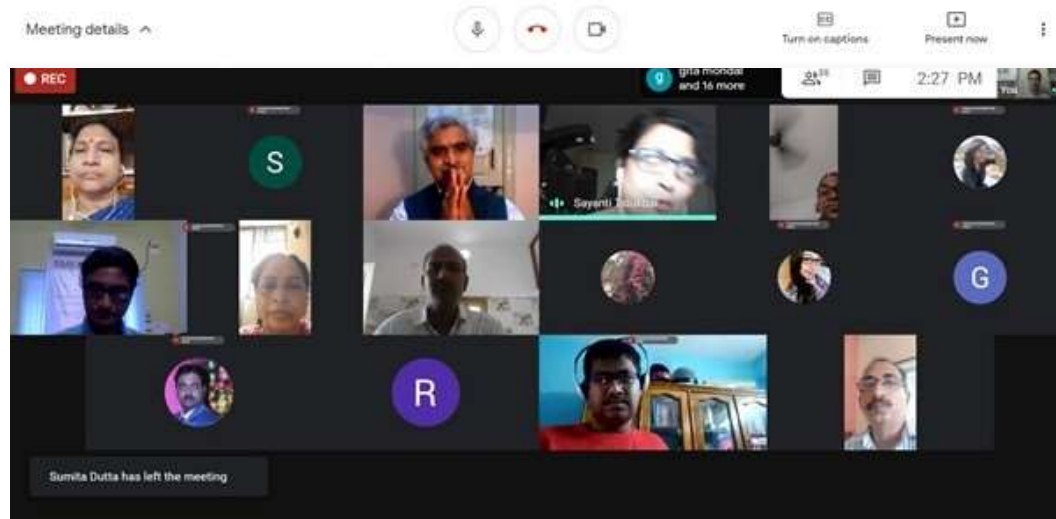 Meeting details
Turn on captions
Present now
REC
g
gita mondal
and 16 more
2:27 PM
You
S
Sayanti
G
R
Sumita Dutta has left the meeting